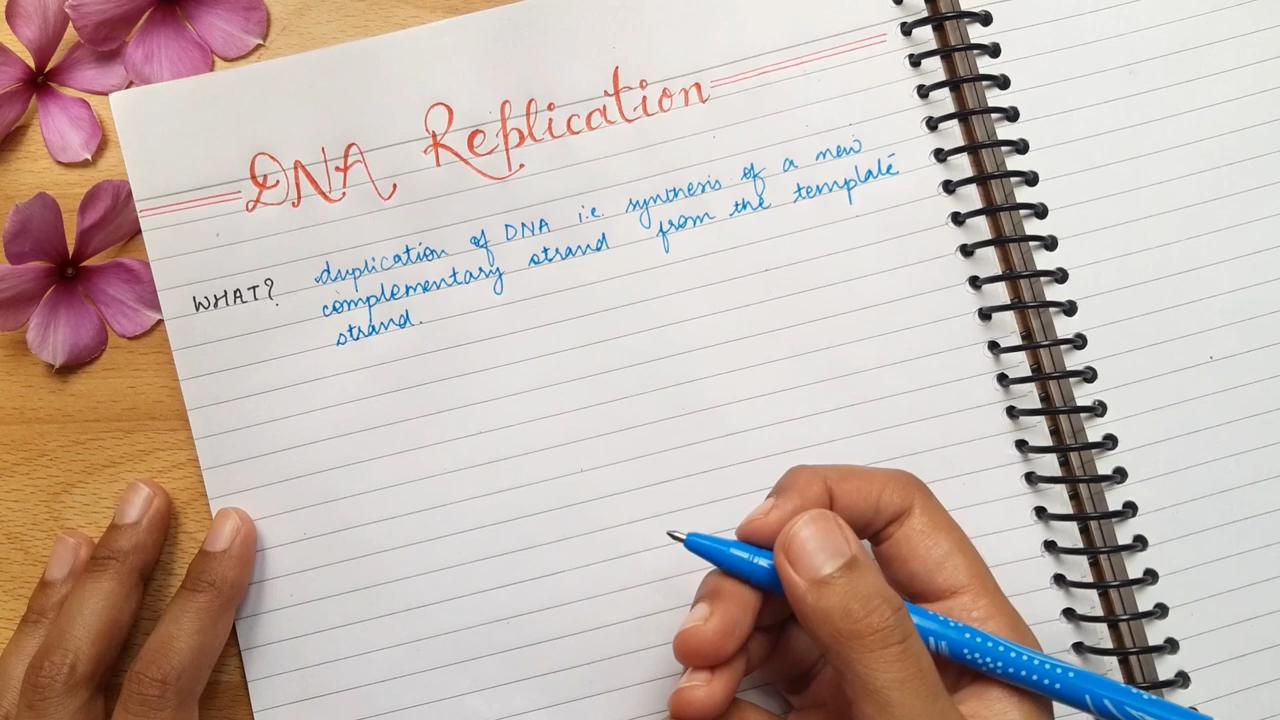 DNA Replication
WHAT? duplication of DNA i.e. synthesis of a new
complementary strand from the template
strand.